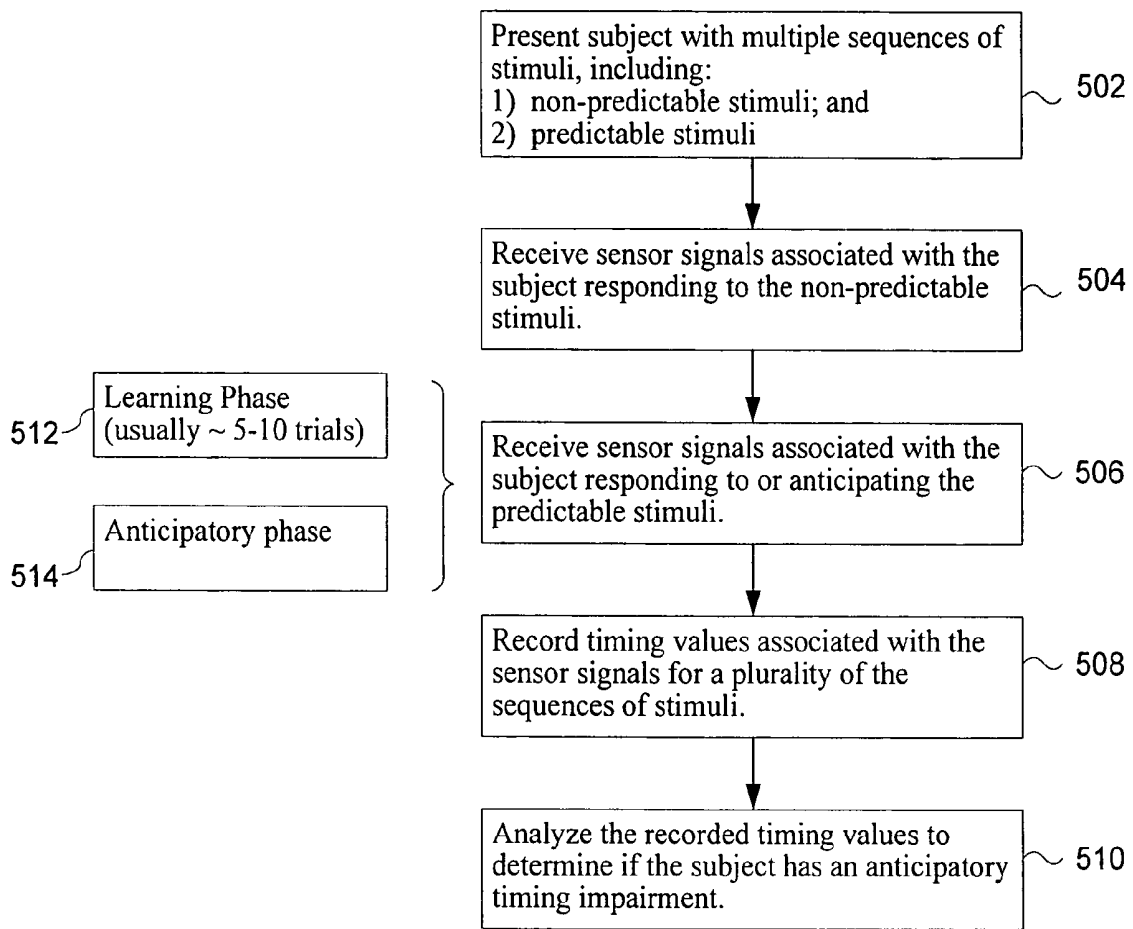 Present subject with multiple sequences of
stimuli, including:
1) non-predictable stimuli; and
2) predictable stimuli
502
Receive sensor signals associated with the
subject responding to the non-predictable
stimuli.
504
Learning Phase
(usually ~ 5-10 trials)
512
Anticipatory phase
514
Receive sensor signals associated with the
subject responding to or anticipating the
predictable stimuli.
506
Record timing values associated with the
sensor signals for a plurality of the
sequences of stimuli.
508
Analyze the recorded timing values to
determine if the subject has an anticipatory
timing impairment.
510